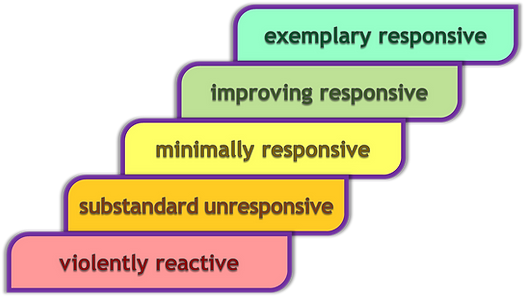 exemplary responsive
improving responsive
minimally responsive
substandard unresponsive
violently reactive